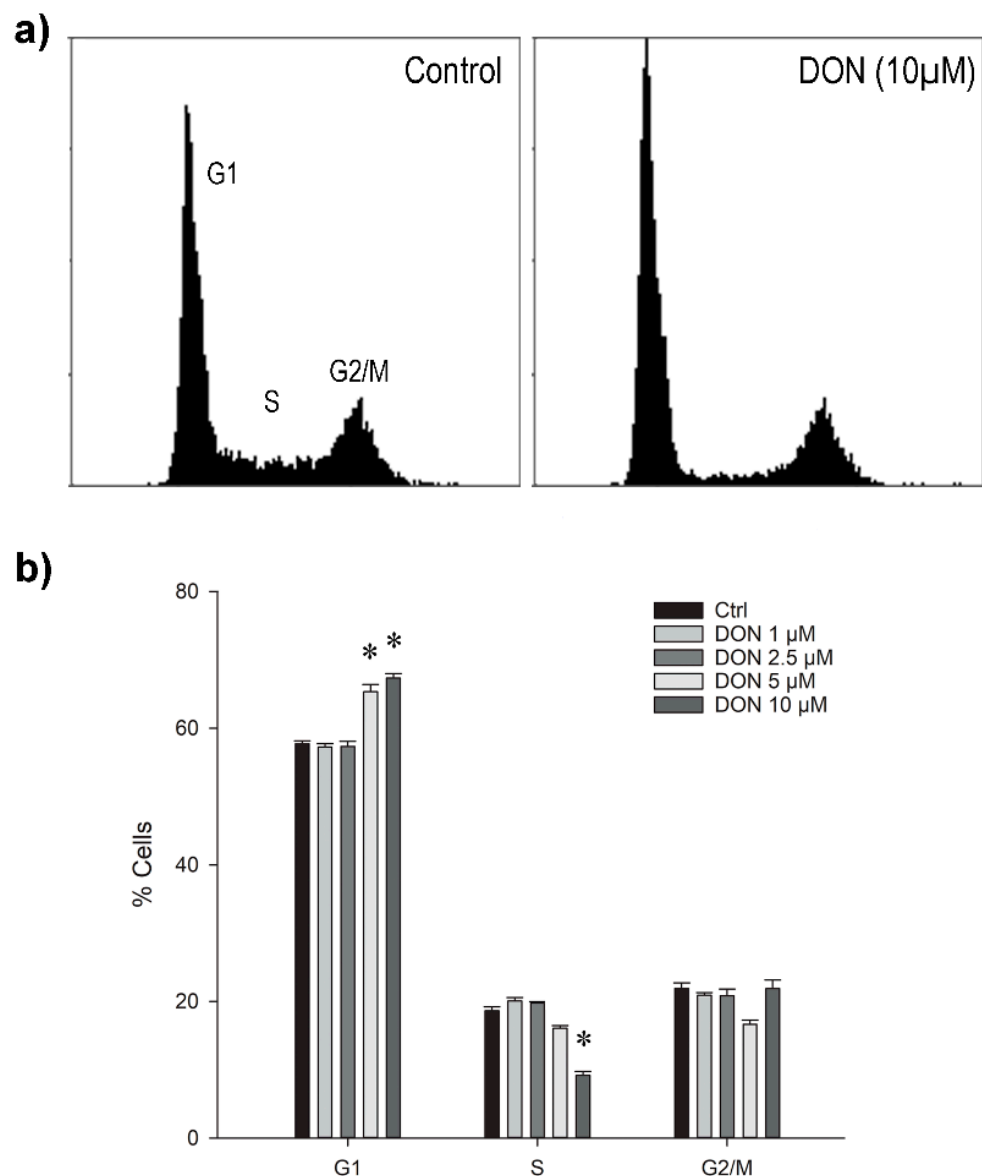 a)
Control
DON (10µM)
G1
G2/M
S
b)
80
60
40
20
0
% Cells
Ctrl
DON 1 µM
DON 2.5 µM
DON 5 µM
DON 10 µM
* *
*
G1 S G2/M